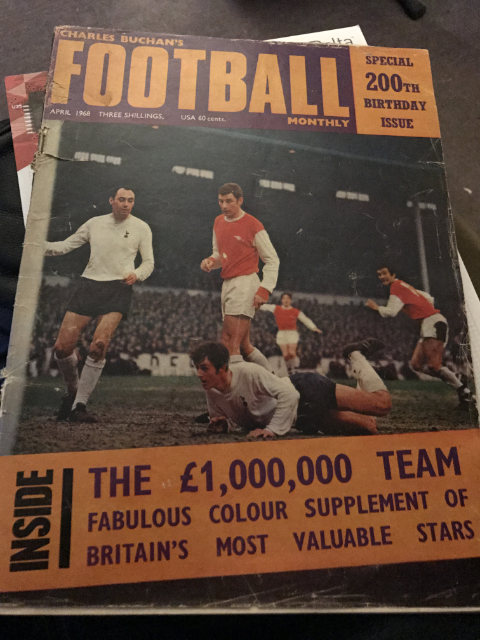 CHARLES BUCHAN'S
FOOTBALL
MONTHLY
APRIL 1968 THREE SHILLINGS, USA 60 cents.
SPECIAL
200TH
BIRTHDAY
ISSUE
INSIDE
THE £1,000,000 TEAM
FABULOUS COLOUR SUPPLEMENT OF
BRITAIN'S MOST VALUABLE STARS